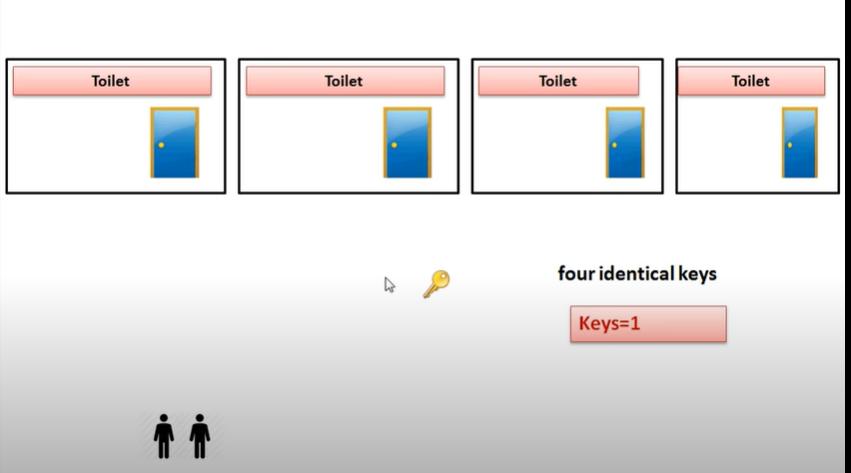 Toilet
Toilet
Toilet
Toilet
four identical keys
Keys=1